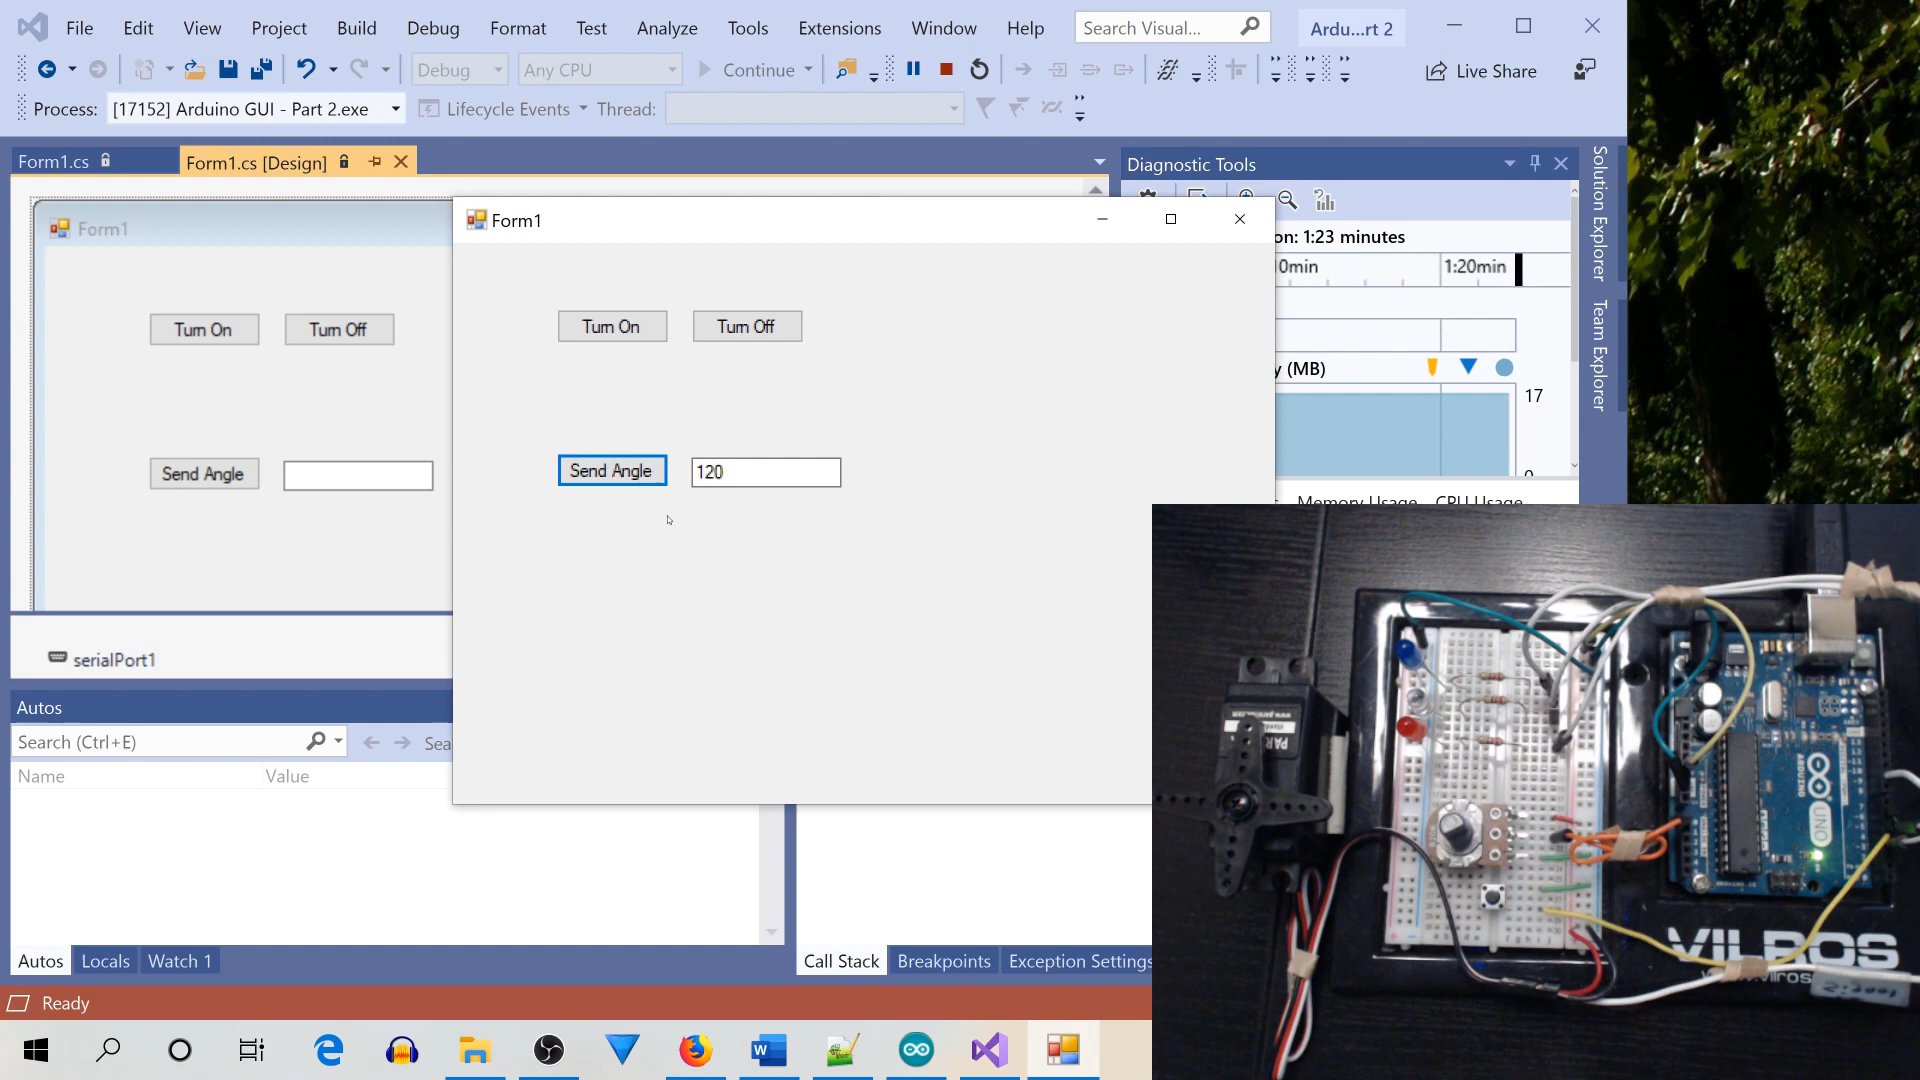 File Edit View Project Build Debug Format Test Analyze Tools Extensions Window Help Search Visual... Ardu...rt 2
Debug Any CPU Continue Live Share
Process: [17152] Arduino GUI - Part 2.exe Lifecycle Events Thread:
Form1.cs Form1.cs [Design]
Diagnostic Tools
Solution Explorer
Team Explorer
Form1
Turn On Turn Off
Send Angle
Form1
Turn On Turn Off
Send Angle 120
on: 1:23 minutes
0min 1:20min
y (MB)
17
0
Memory Usage CPU Usage
serialPort1
Autos
Search (Ctrl+E) Sea
Name Value
Autos Locals Watch 1
Call Stack Breakpoints Exception Settings
Ready
ARDUINO
UNO
VILROS